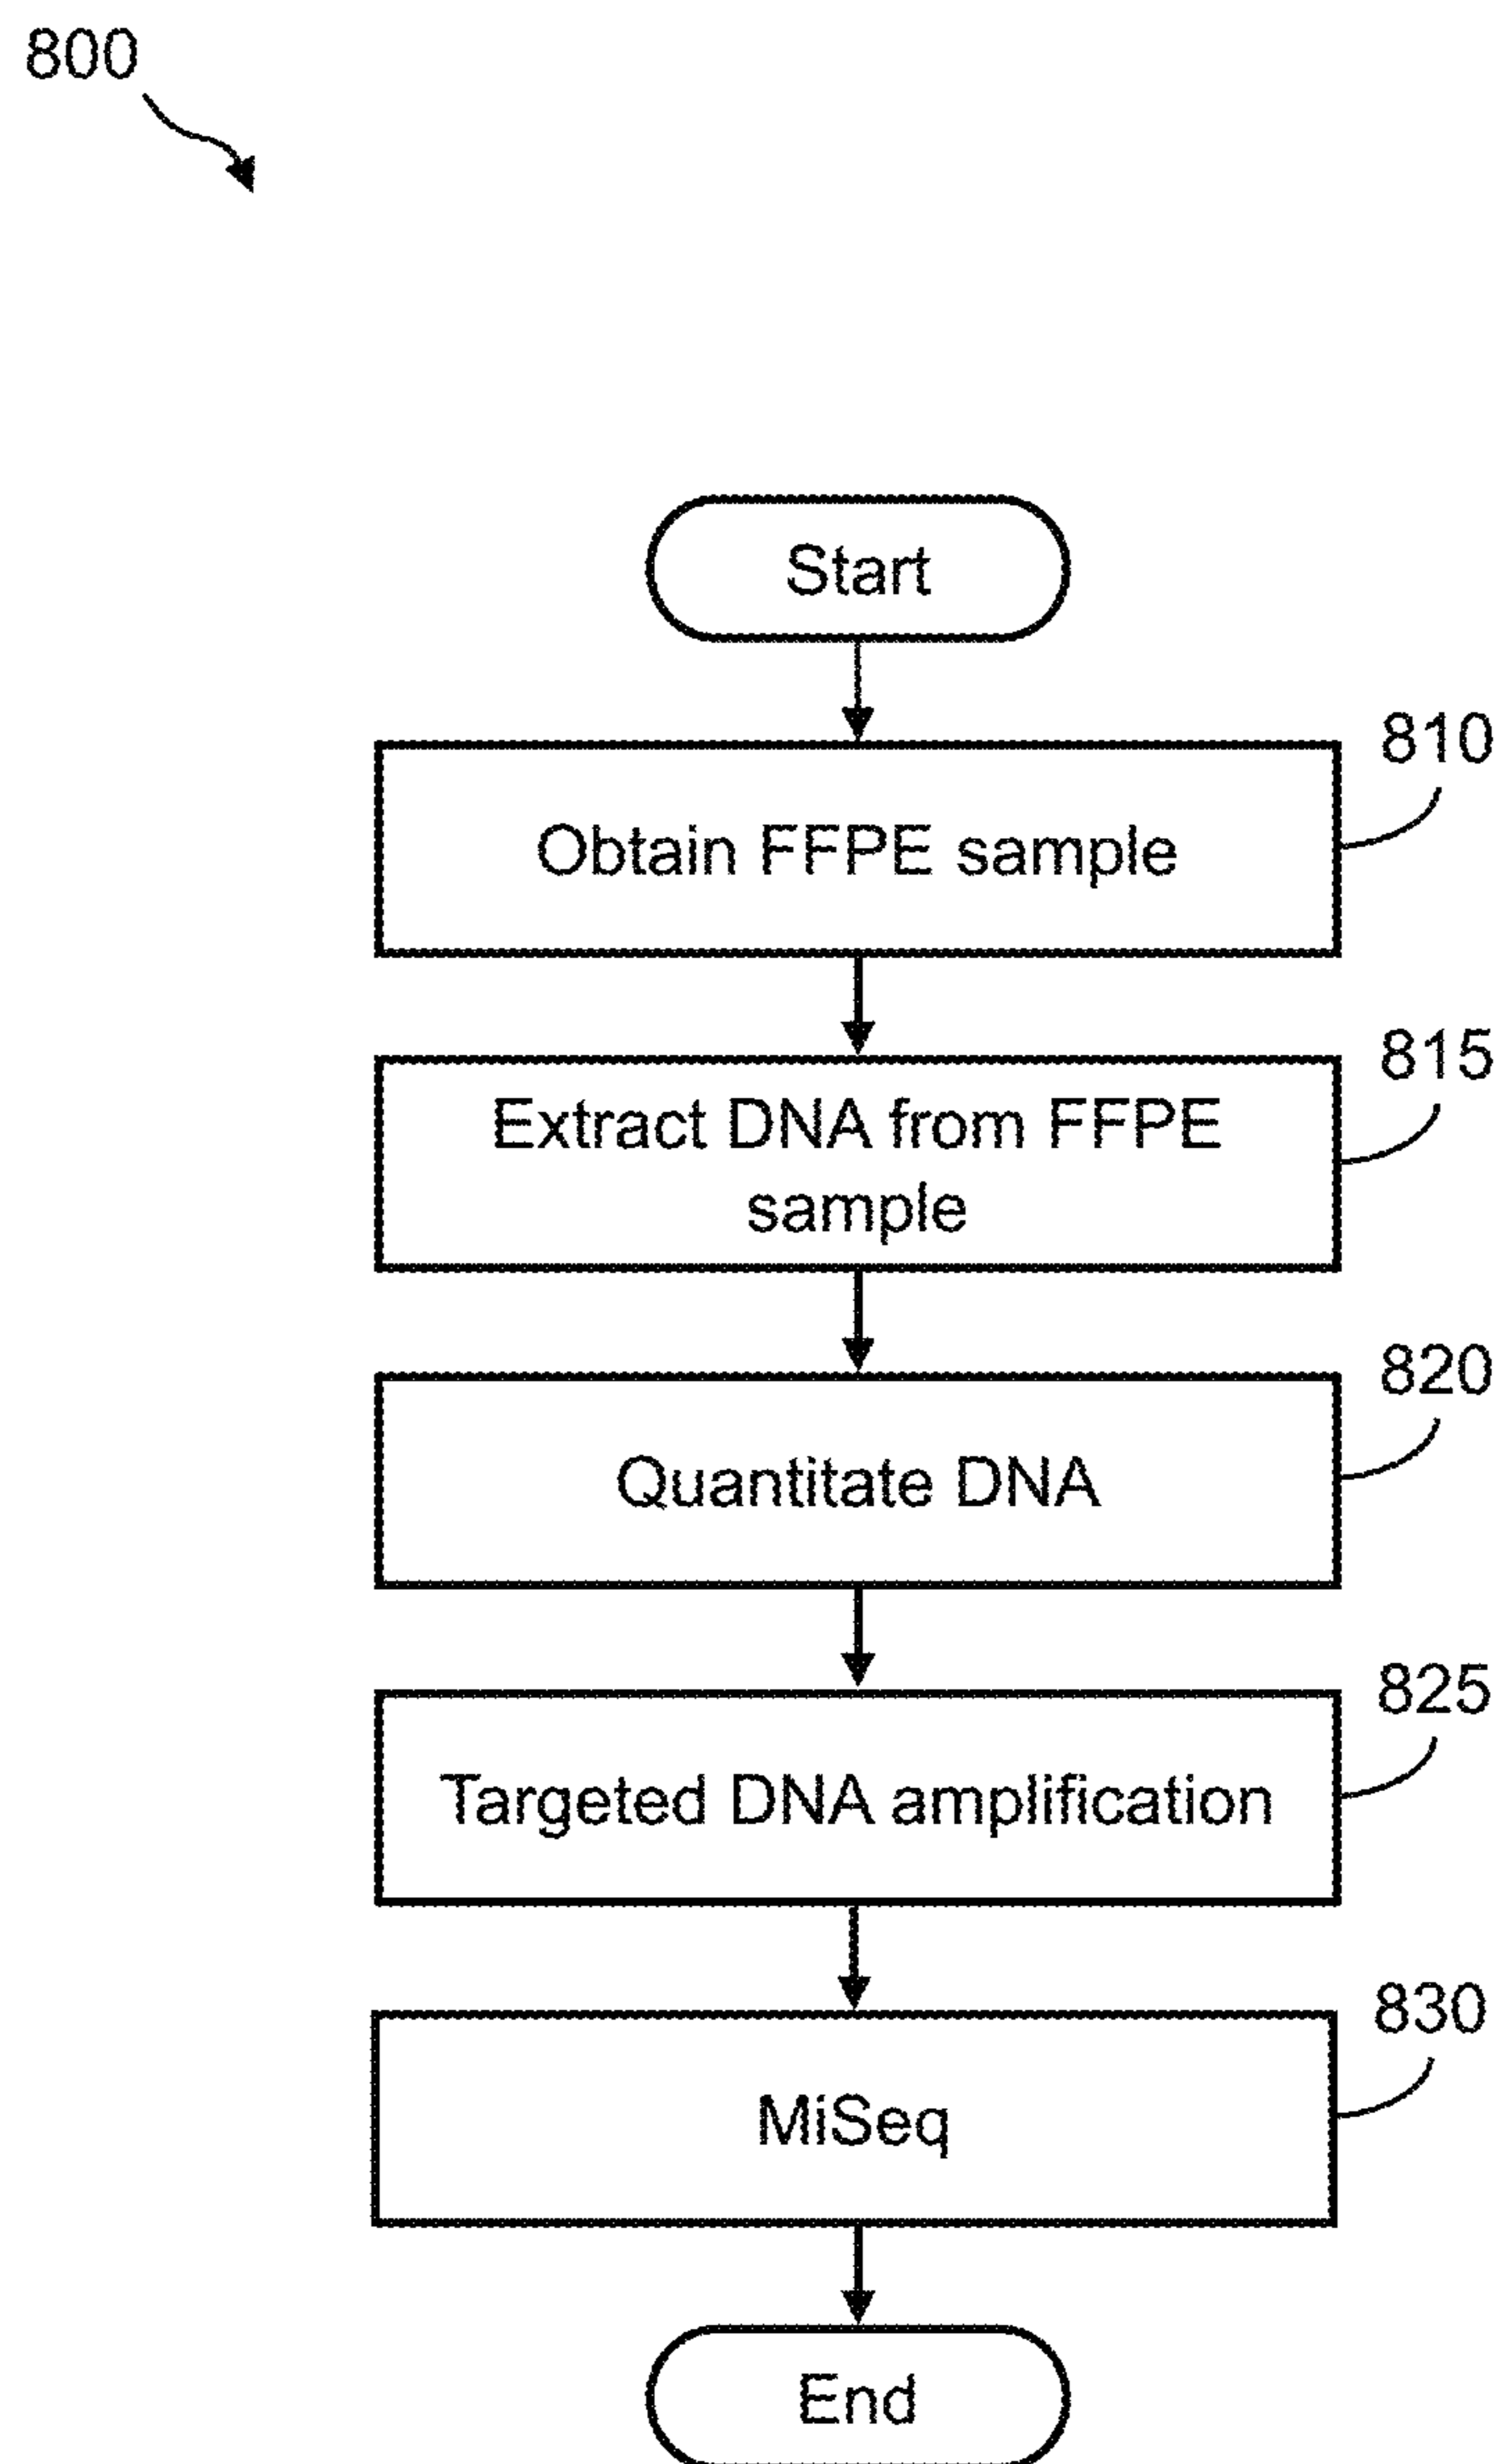 800
Start
810
Obtain FFPE sample
815
Extract DNA from FFPE
sample
820
Quantitate DNA
825
Targeted DNA amplification
830
MiSeq
End